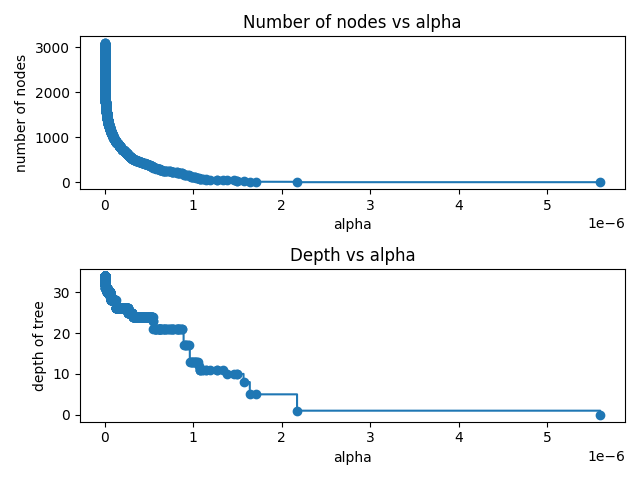 Number of nodes vs alpha
number of nodes
3000
2000
1000
0
0 1 2 3 4 5
1e−6
alpha
Depth vs alpha
depth of tree
30
20
10
0
0 1 2 3 4 5
1e−6
alpha